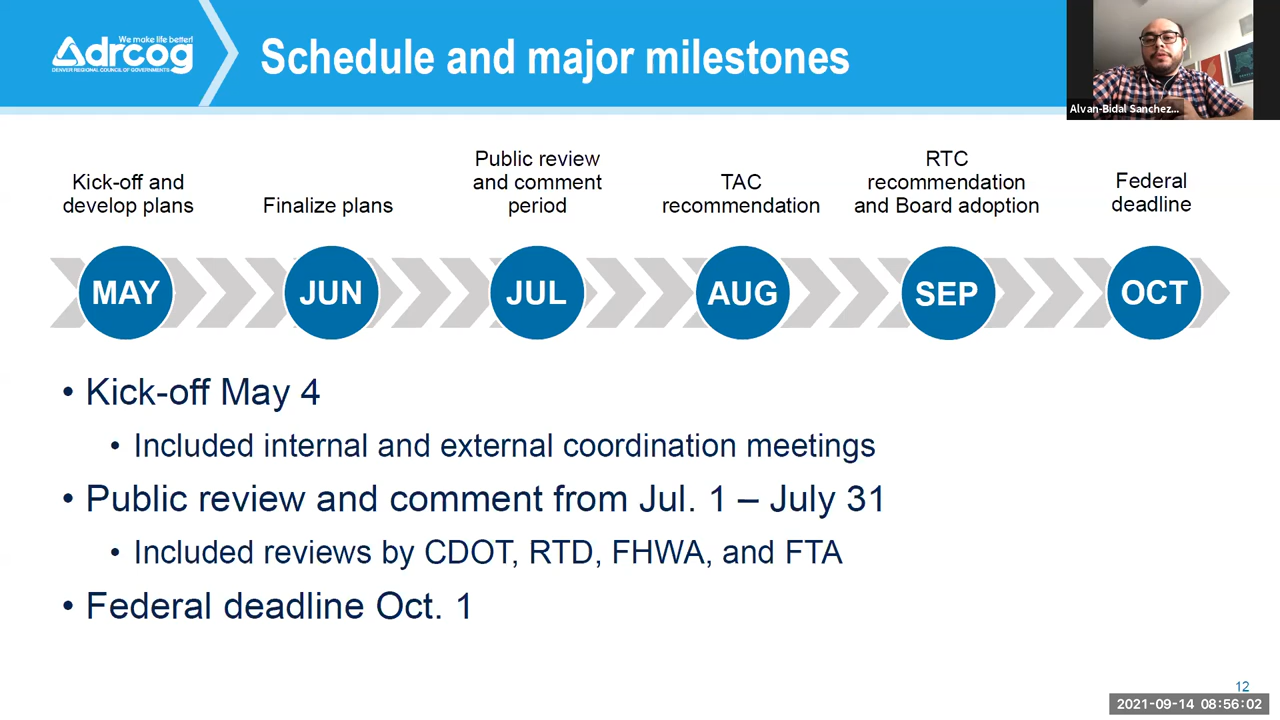 We make life better!
drcog
DENVER REGIONAL COUNCIL OF GOVERNMENTS
Schedule and major milestones
Alvan-Bidal Sanchez...
Kick-off and
develop plans
Finalize plans
Public review
and comment
period
TAC
recommendation
RTC
recommendation
and Board adoption
Federal
deadline
MAY
JUN
JUL
AUG
SEP
OCT
• Kick-off May 4
• Included internal and external coordination meetings
• Public review and comment from Jul. 1 – July 31
• Included reviews by CDOT, RTD, FHWA, and FTA
• Federal deadline Oct. 1
12
2021-09-14 08:56:02